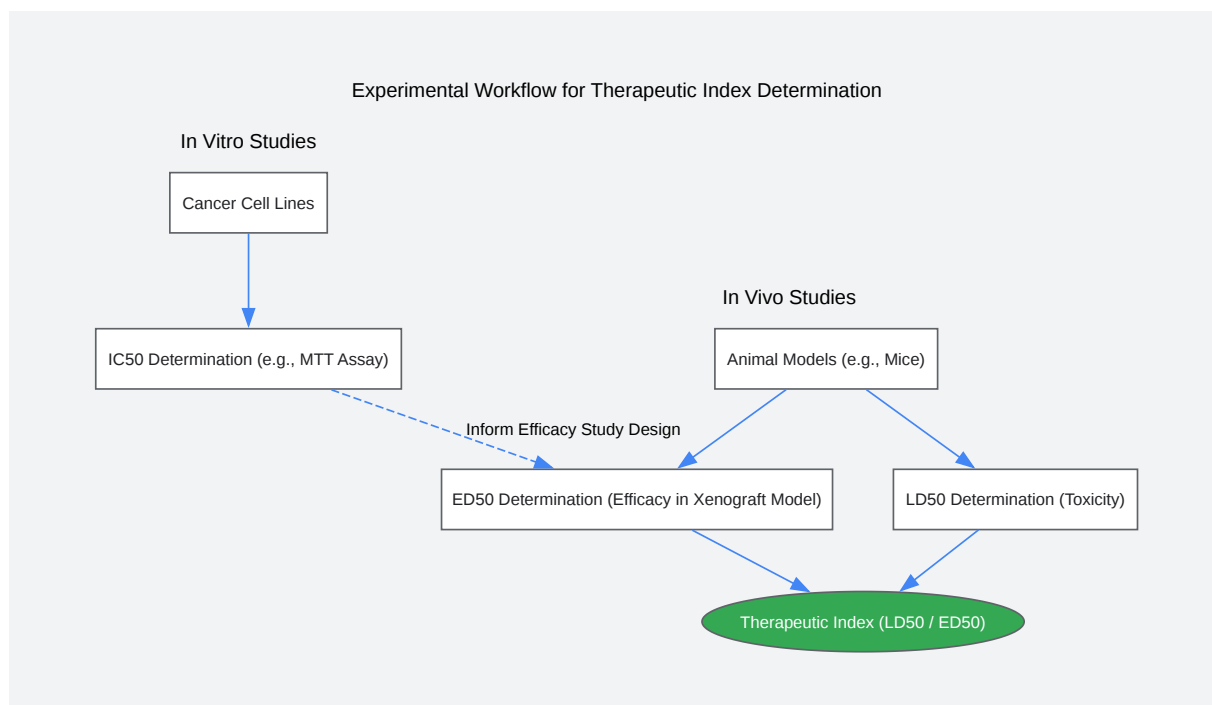 Experimental Workflow for Therapeutic Index Determination
In Vitro Studies
Cancer Cell Lines
In Vivo Studies
IC50 Determination (e.g., MTT Assay)
Animal Models (e.g., Mice)
Inform Efficacy Study Design
ED50 Determination (Efficacy in Xenograft Model)
LD50 Determination (Toxicity)
Therapeutic Index (LD50 / ED50)